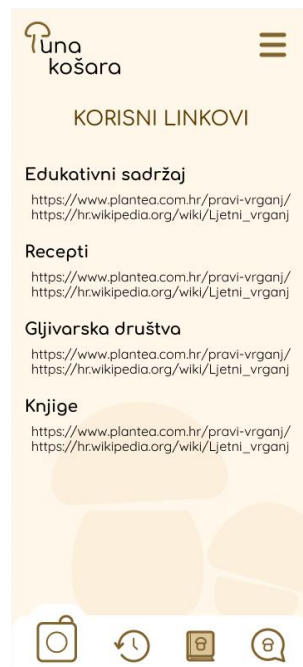 Puna
košara
KORISNI LINKOVI
Edukativni sadržaj
https://www.plantea.com.hr/pravi-vrganj/
https://hr.wikipedia.org/wiki/Ljetni_vrganj
Recepti
https://www.plantea.com.hr/pravi-vrganj/
https://hr.wikipedia.org/wiki/Ljetni_vrganj
Gljivarska društva
https://www.plantea.com.hr/pravi-vrganj/
https://hr.wikipedia.org/wiki/Ljetni_vrganj
Knjige
https://www.plantea.com.hr/pravi-vrganj/
https://hr.wikipedia.org/wiki/Ljetni_vrganj